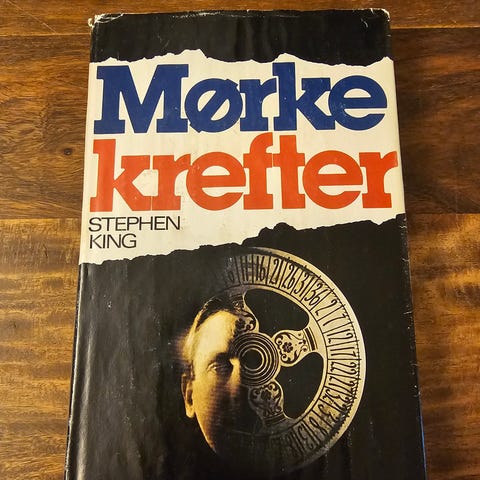 Mørke
krefter
STEPHEN
KING